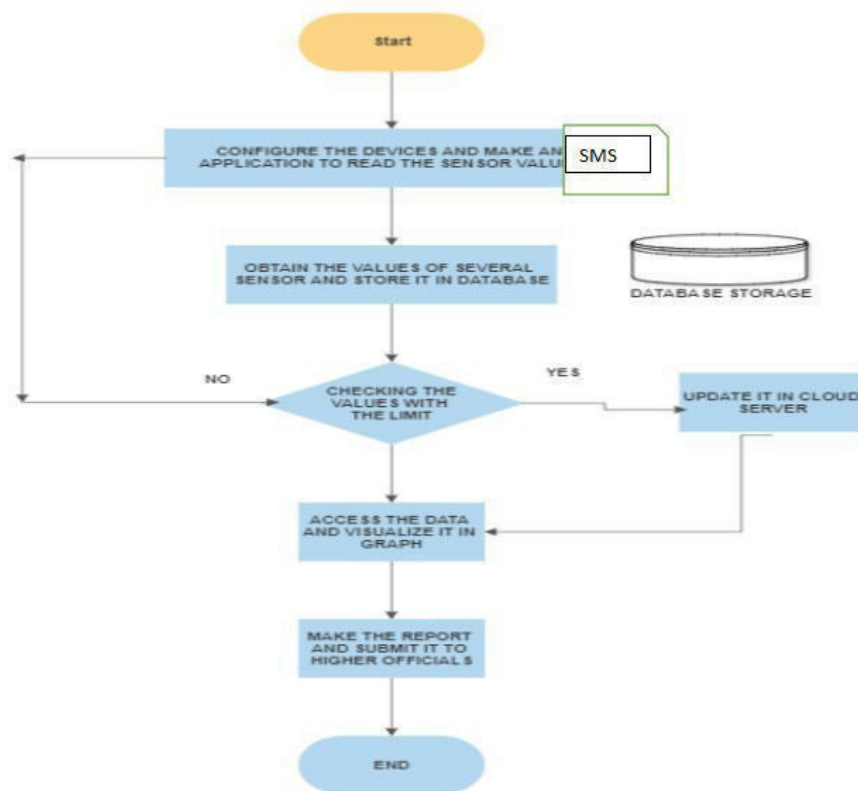 Start
CONFIGURE THE DEVICES AND MAKE AN
APPLICATION TO READ THE SENSOR VALU
SMS
OBTAIN THE VALUES OF SEVERAL
SENSOR AND STORE IT IN DATABASE
DATABASE STORAGE
NO
YES
CHECKING THE
VALUES WITH
THE LIMIT
UPDATE IT IN CLOUD
SERVER
ACCESS THE DATA
AND VISUALIZE IT IN
GRAPH
MAKE THE REPORT
AND SUBMIT IT TO
HIGHER OFFICIALS
END